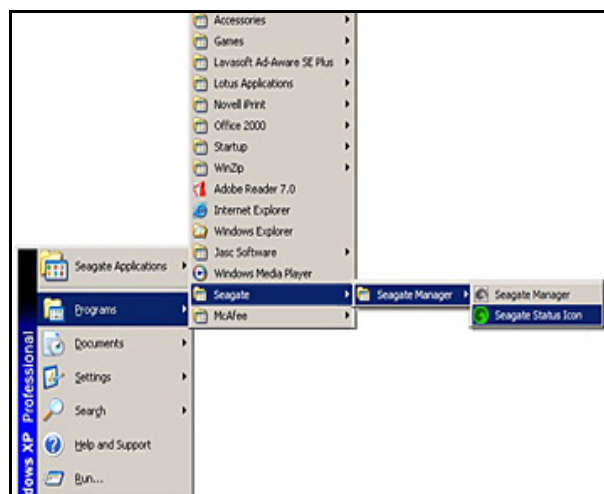 Accessories
Games
Lavasoft Ad-Aware SE Plus
Lotus Applications
Novell iPrint
Office 2000
Startup
WinZip
Adobe Reader 7.0
Internet Explorer
Windows Explorer
Jasc Software
Windows Media Player
Seagate
McAfee
Seagate Manager
Seagate Manager
Seagate Status Icon
Seagate Applications
Programs
Documents
Settings
Search
Help and Support
Run...
dows XP Professional